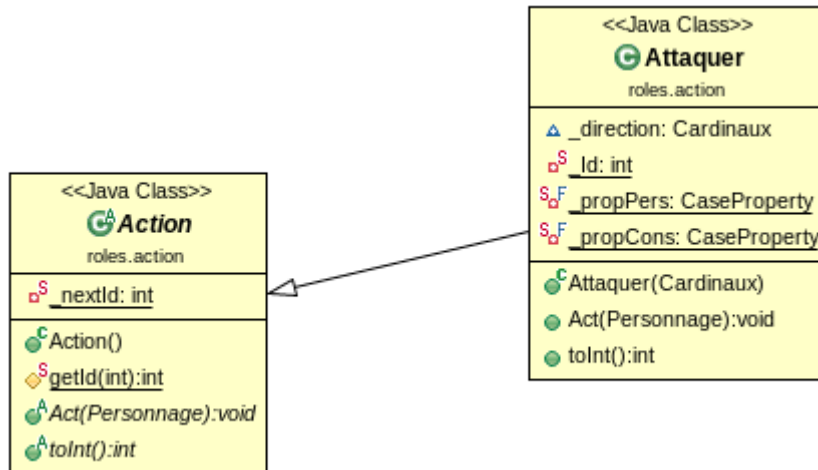 <<Java Class>>
Action
roles.action
_nextId: int
Action()
getId(int):int
Act(Personnage):void
toInt():int
<<Java Class>>
Attaquer
roles.action
_direction: Cardinaux
_Id: int
_propPers: CaseProperty
_propCons: CaseProperty
Attaquer(Cardinaux)
Act(Personnage):void
toInt():int